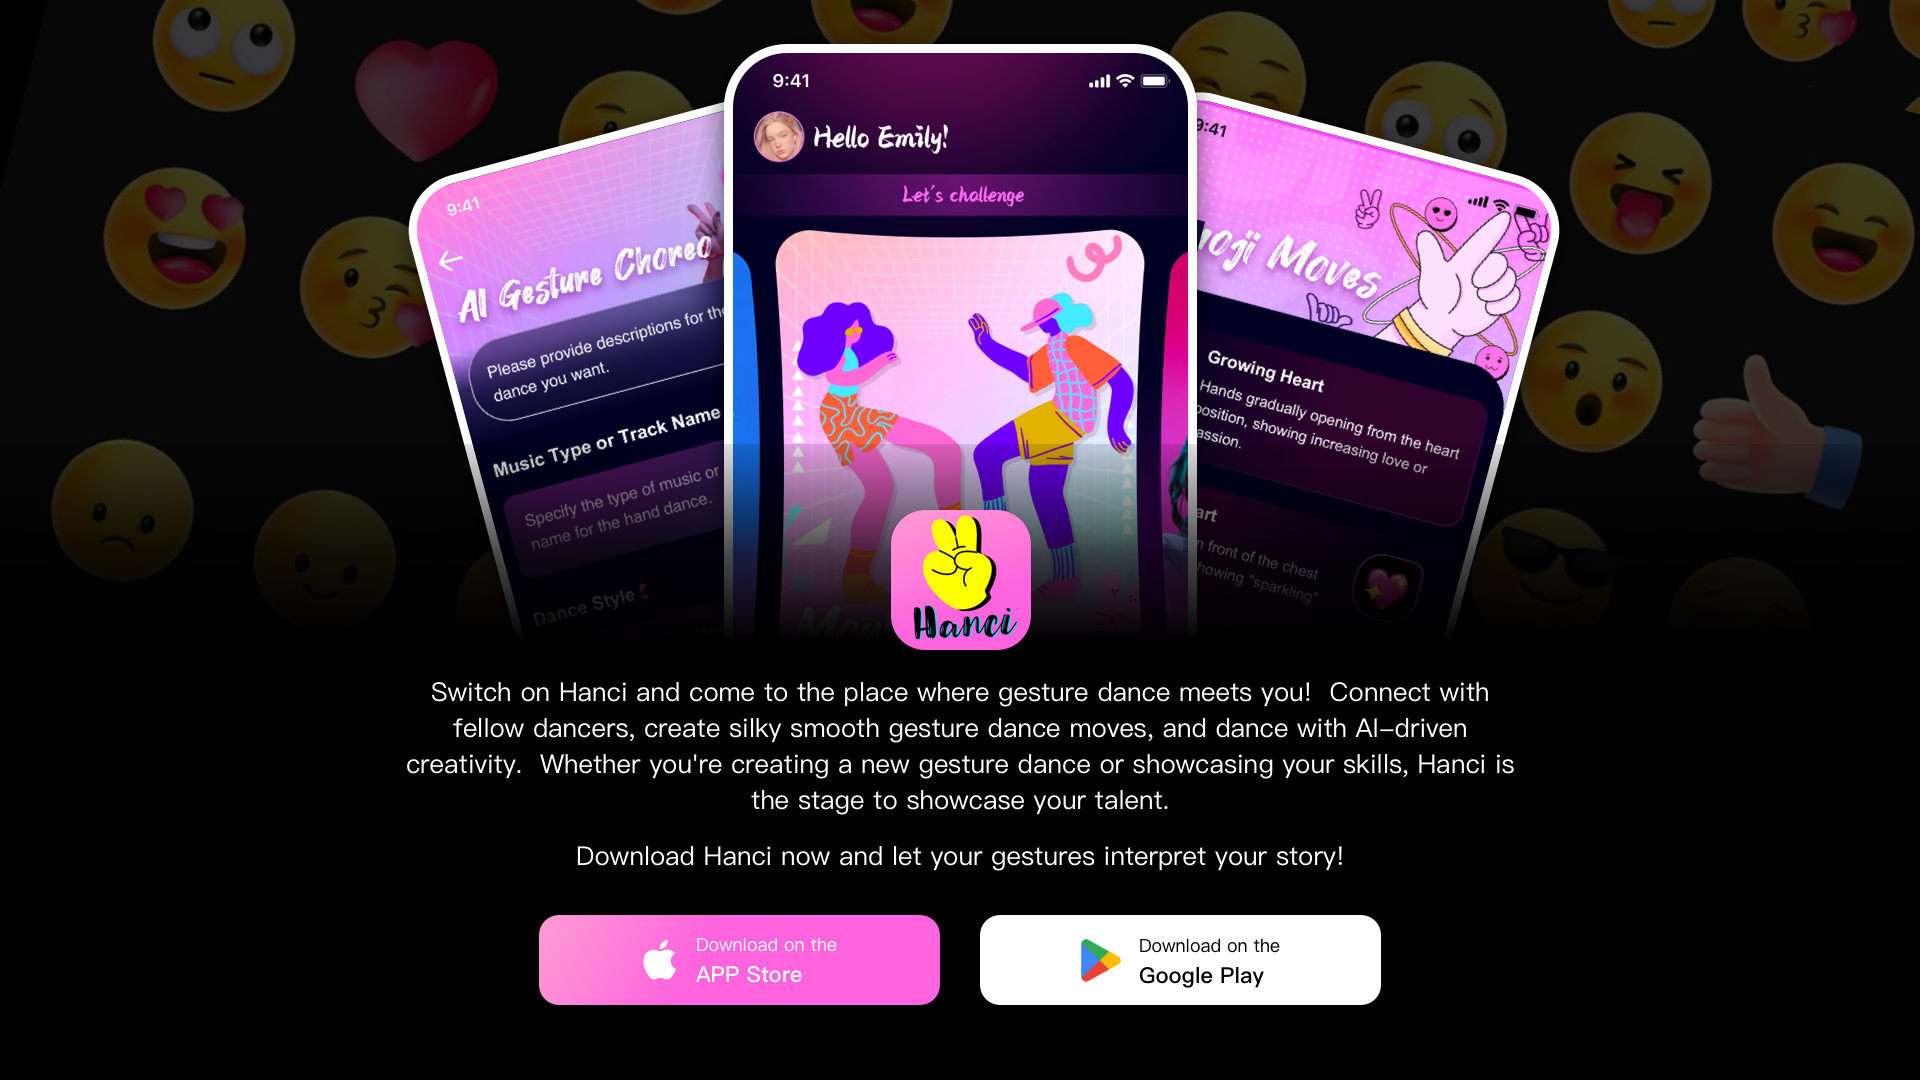 9:41
AI Gesture Choreo
Please provide descriptions for the
dance you want.
Music Type or Track Name
Specify the type of music or
name for the hand dance.
Dance Style
9:41
Hello Emily!
Let's challenge
9:41
Moves
Growing Heart
Hands gradually opening from the heart
position, showing increasing love or
front of the chest
"sparkling"
Hanci
Switch on Hanci and come to the place where gesture dance meets you! Connect with
fellow dancers, create silky smooth gesture dance moves, and dance with AI-driven
creativity. Whether you're creating a new gesture dance or showcasing your skills, Hanci is
the stage to showcase your talent.
Download Hanci now and let your gestures interpret your story!
Download on the
APP Store
Download on the
Google Play